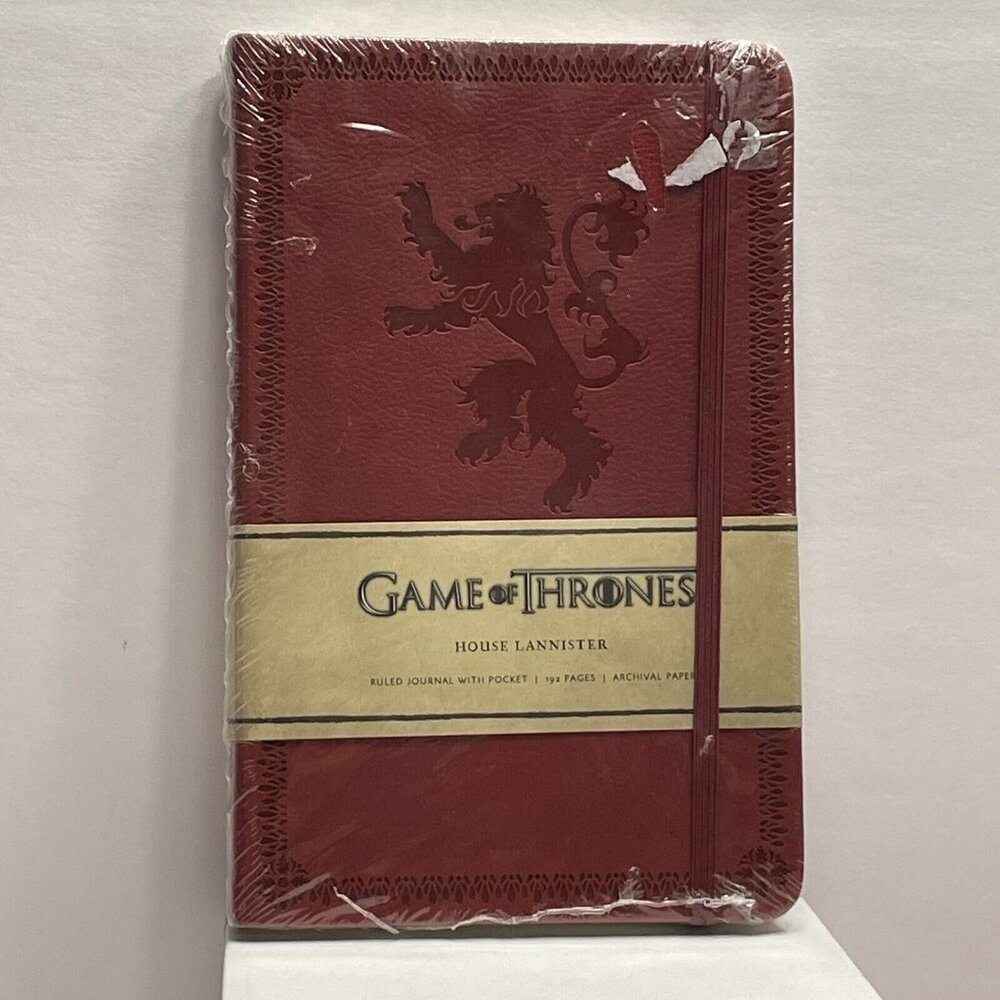 GAME OF THRONES
HOUSE LANNISTER
RULED JOURNAL WITH POCKET | 192 PAGES | ARCHIVAL PAPER